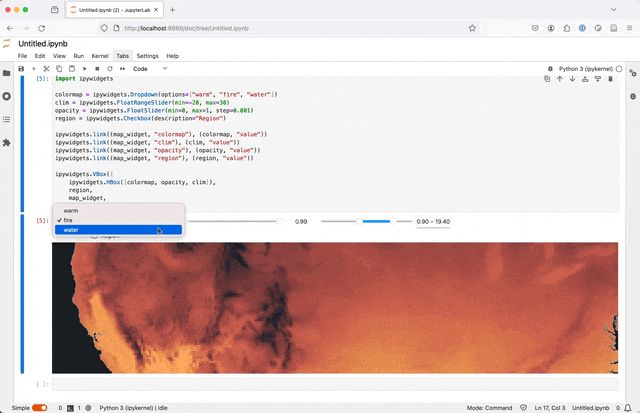 Untitled.ipynb (2) - JupyterLab
http://localhost:8889/doc/tree/Untitled.ipynb
Untitled.ipynb
File Edit View Run Kernel Tabs Settings Help
Code
Python 3 (ipykernel)
[5]: import ipywidgets
colormap = ipywidgets.Dropdown(options=["warm", "fire", "water"])
clim = ipywidgets.FloatRangeSlider(min=-20, max=30)
opacity = ipywidgets.FloatSlider(min=0, max=1, step=0.001)
region = ipywidgets.Checkbox(description="Region")
ipywidgets.link((map_widget, "colormap"), (colormap, "value"))
ipywidgets.link((map_widget, "clim"), (clim, "value"))
ipywidgets.link((map_widget, "opacity"), (opacity, "value"))
ipywidgets.link((map_widget, "region"), (region, "value"))
ipywidgets.VBox([
ipywidgets.HBox([colormap, opacity, clim]),
region,
map_widget,
warm
[5]:
✓ fire
0.99
0.90 – 19.40
water
[ ]:
Simple
0
1
Python 3 (ipykernel) | Idle
Mode: Command
Ln 17, Col 3
Untitled.ipynb
0